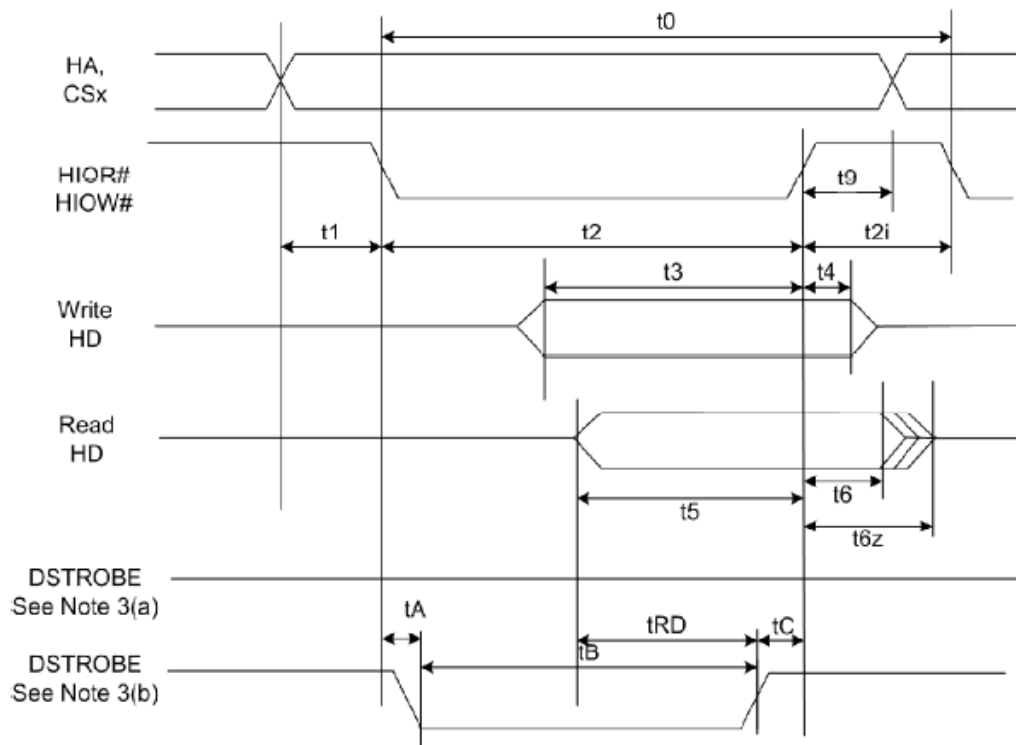 t0
HA,
CSx
HIOR#
HIOW#
t9
t1
t2
t2i
t3
t4
Write
HD
Read
HD
t6
t5
t6z
DSTROBE
See Note 3(a)
tA
tRD
tC
tB
DSTROBE
See Note 3(b)